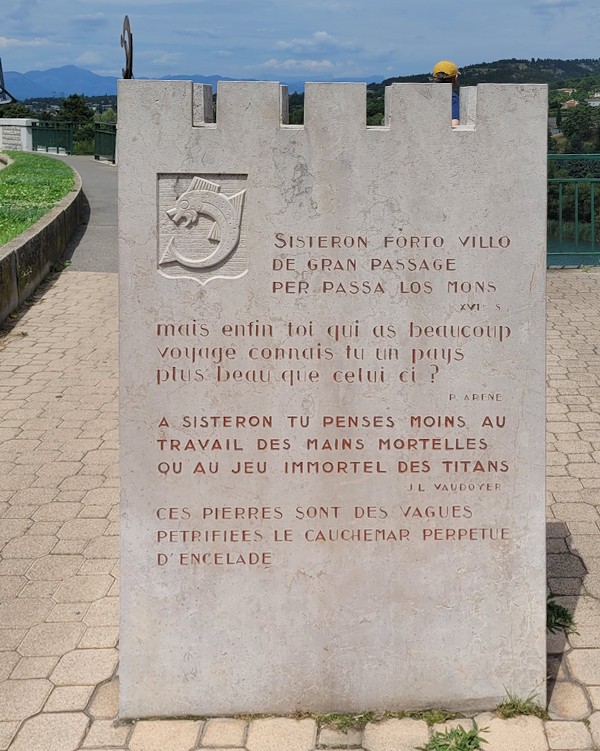 SISTERON FORTO VILLO
DE GRAN PASSAGE
PER PASSA LOS MONS
XVIe S.
mais enfin toi qui as beaucoup
voyage connais tu un pays
plus beau que celui ci ?
P. ARENE
A SISTERON TU PENSES MOINS AU
TRAVAIL DES MAINS MORTELLES
QU AU JEU IMMORTEL DES TITANS
J.L VAUDOYER
CES PIERRES SONT DES VAGUES
PETRIFIEES LE CAUCHEMAR PERPETUE
D'ENCELADE